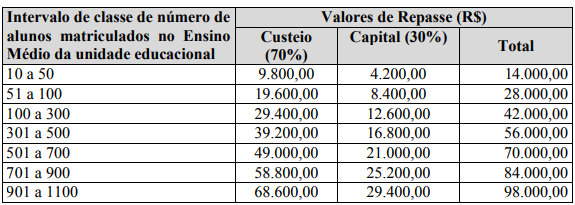 Intervalo de classe de número de alunos matriculados no Ensino Médio da unidade educacional Valores de Repasse (R$)
Custeio (70%) Capital (30%) Total
10 a 50 9.800,00 4.200,00 14.000,00
51 a 100 19.600,00 8.400,00 28.000,00
100 a 300 29.400,00 12.600,00 42.000,00
301 a 500 39.200,00 16.800,00 56.000,00
501 a 700 49.000,00 21.000,00 70.000,00
701 a 900 58.800,00 25.200,00 84.000,00
901 a 1100 68.600,00 29.400,00 98.000,00